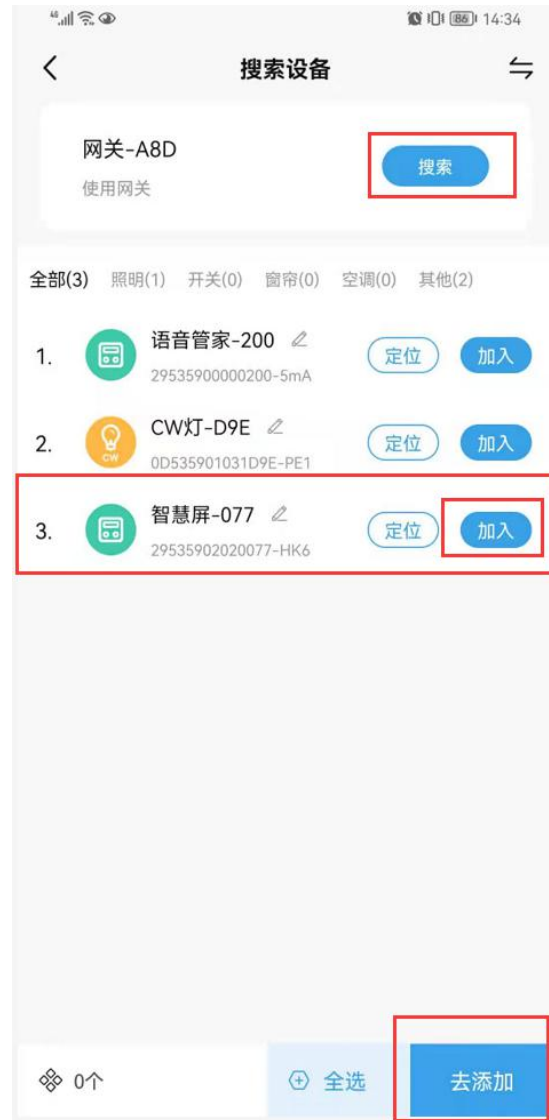 46 86 14:34
搜索设备
网关-A8D
搜索
使用网关
全部(3) 照明(1) 开关(0) 窗帘(0) 空调(0) 其他(2)
1. 语音管家-200 定位 加入
29535900000200-5mA
2. CW CW灯-D9E 定位 加入
0D535901031D9E-PE1
3. 智慧屏-077 定位 加入
29535902020077-HK6
0个 全选 去添加